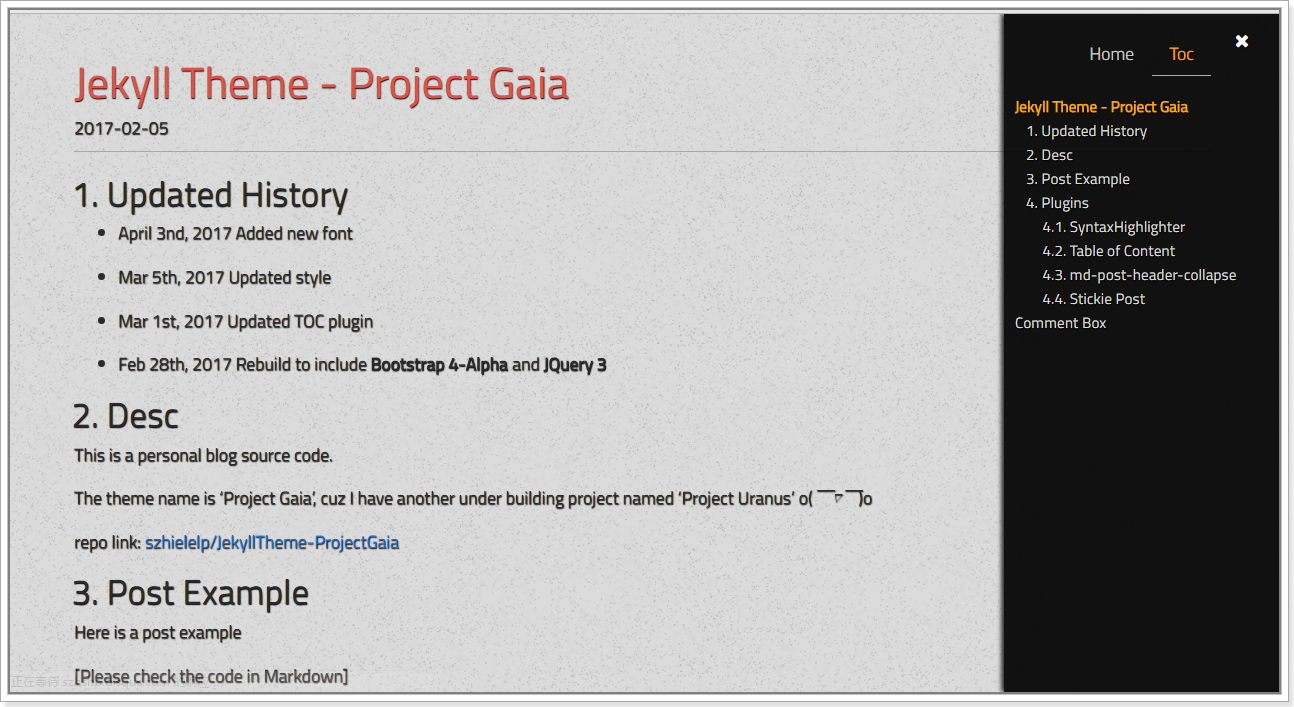 Jekyll Theme - Project Gaia
2017-02-05
1. Updated History
• April 3nd, 2017 Added new font
• Mar 5th, 2017 Updated style
• Mar 1st, 2017 Updated TOC plugin
• Feb 28th, 2017 Rebuild to include Bootstrap 4-Alpha and JQuery 3
2. Desc
This is a personal blog source code.
The theme name is ‘Project Gaia’, cuz I have another under building project named ‘Project Uranus’ o(￣▽￣)o
repo link: szhielelp/JekyllTheme-ProjectGaia
3. Post Example
Here is a post example
[Please check the code in Markdown]
正在等待
Home Toc ✖
Jekyll Theme - Project Gaia
1. Updated History
2. Desc
3. Post Example
4. Plugins
4.1. SyntaxHighlighter
4.2. Table of Content
4.3. md-post-header-collapse
4.4. Stickie Post
Comment Box